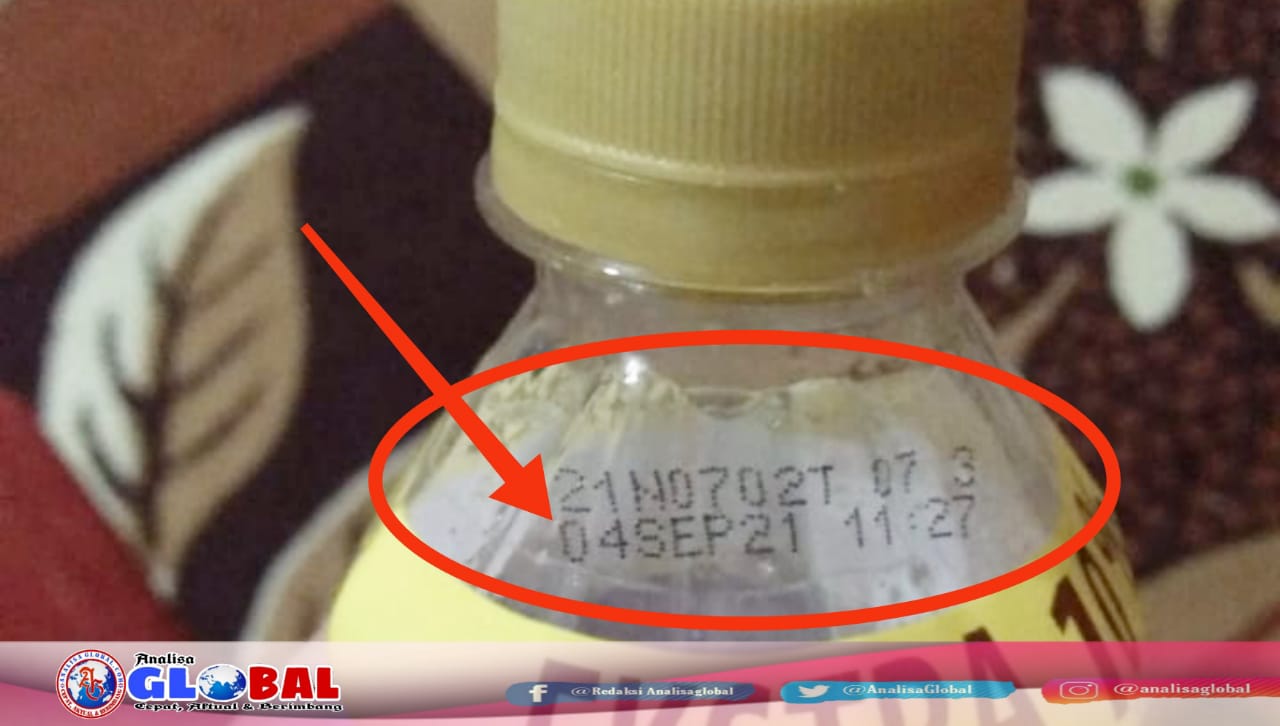 21N0702T 07 3
04SEP21 11:27
Analisa
GLOBAL
Cepat, Aktual & Berimbang
@Redaksi Analisaglobal
@AnalisaGlobal
@analisaglobal